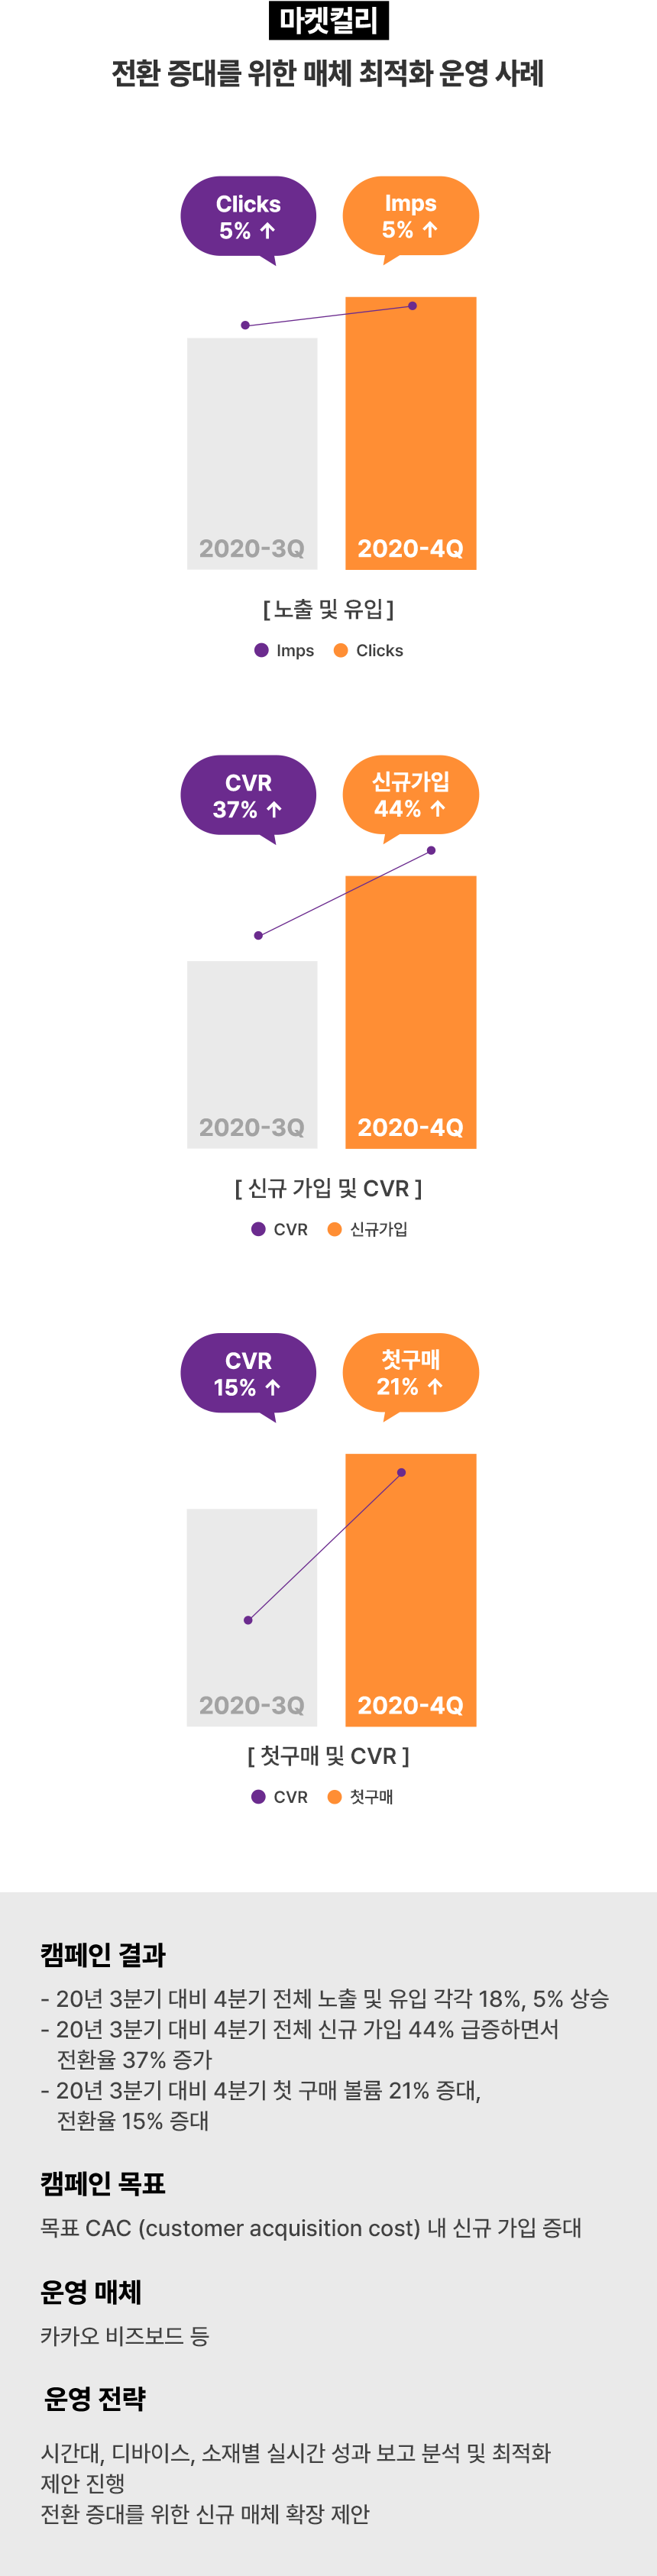 마켓컬리
전환 증대를 위한 매체 최적화 운영 사례
Clicks
5% ↑
Imps
5% ↑
2020-3Q
2020-4Q
[ 노출 및 유입 ]
Imps
Clicks
CVR
37% ↑
신규가입
44% ↑
2020-3Q
2020-4Q
[ 신규 가입 및 CVR ]
CVR
신규가입
CVR
15% ↑
첫구매
21% ↑
2020-3Q
2020-4Q
[ 첫구매 및 CVR ]
CVR
첫구매
캠페인 결과
- 20년 3분기 대비 4분기 전체 노출 및 유입 각각 18%, 5% 상승
- 20년 3분기 대비 4분기 전체 신규 가입 44% 급증하면서
전환율 37% 증가
- 20년 3분기 대비 4분기 첫 구매 볼륨 21% 증대,
전환율 15% 증대
캠페인 목표
목표 CAC (customer acquisition cost) 내 신규 가입 증대
운영 매체
카카오 비즈보드 등
운영 전략
시간대, 디바이스, 소재별 실시간 성과 보고 분석 및 최적화
제안 진행
전환 증대를 위한 신규 매체 확장 제안